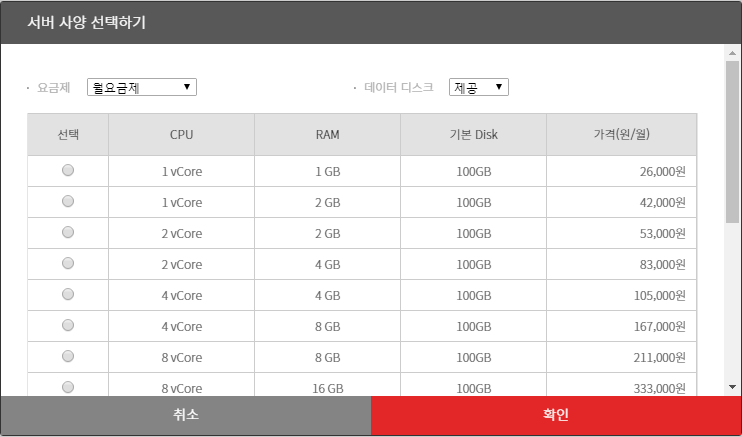 서버 사양 선택하기
· 요금제 월요금제 ▼ · 데이터 디스크 제공 ▼
선택 CPU RAM 기본 Disk 가격(원/월)
1 vCore 1 GB 100GB 26,000원
1 vCore 2 GB 100GB 42,000원
2 vCore 2 GB 100GB 53,000원
2 vCore 4 GB 100GB 83,000원
4 vCore 4 GB 100GB 105,000원
4 vCore 8 GB 100GB 167,000원
8 vCore 8 GB 100GB 211,000원
8 vCore 16 GB 100GB 333,000원
취소 확인